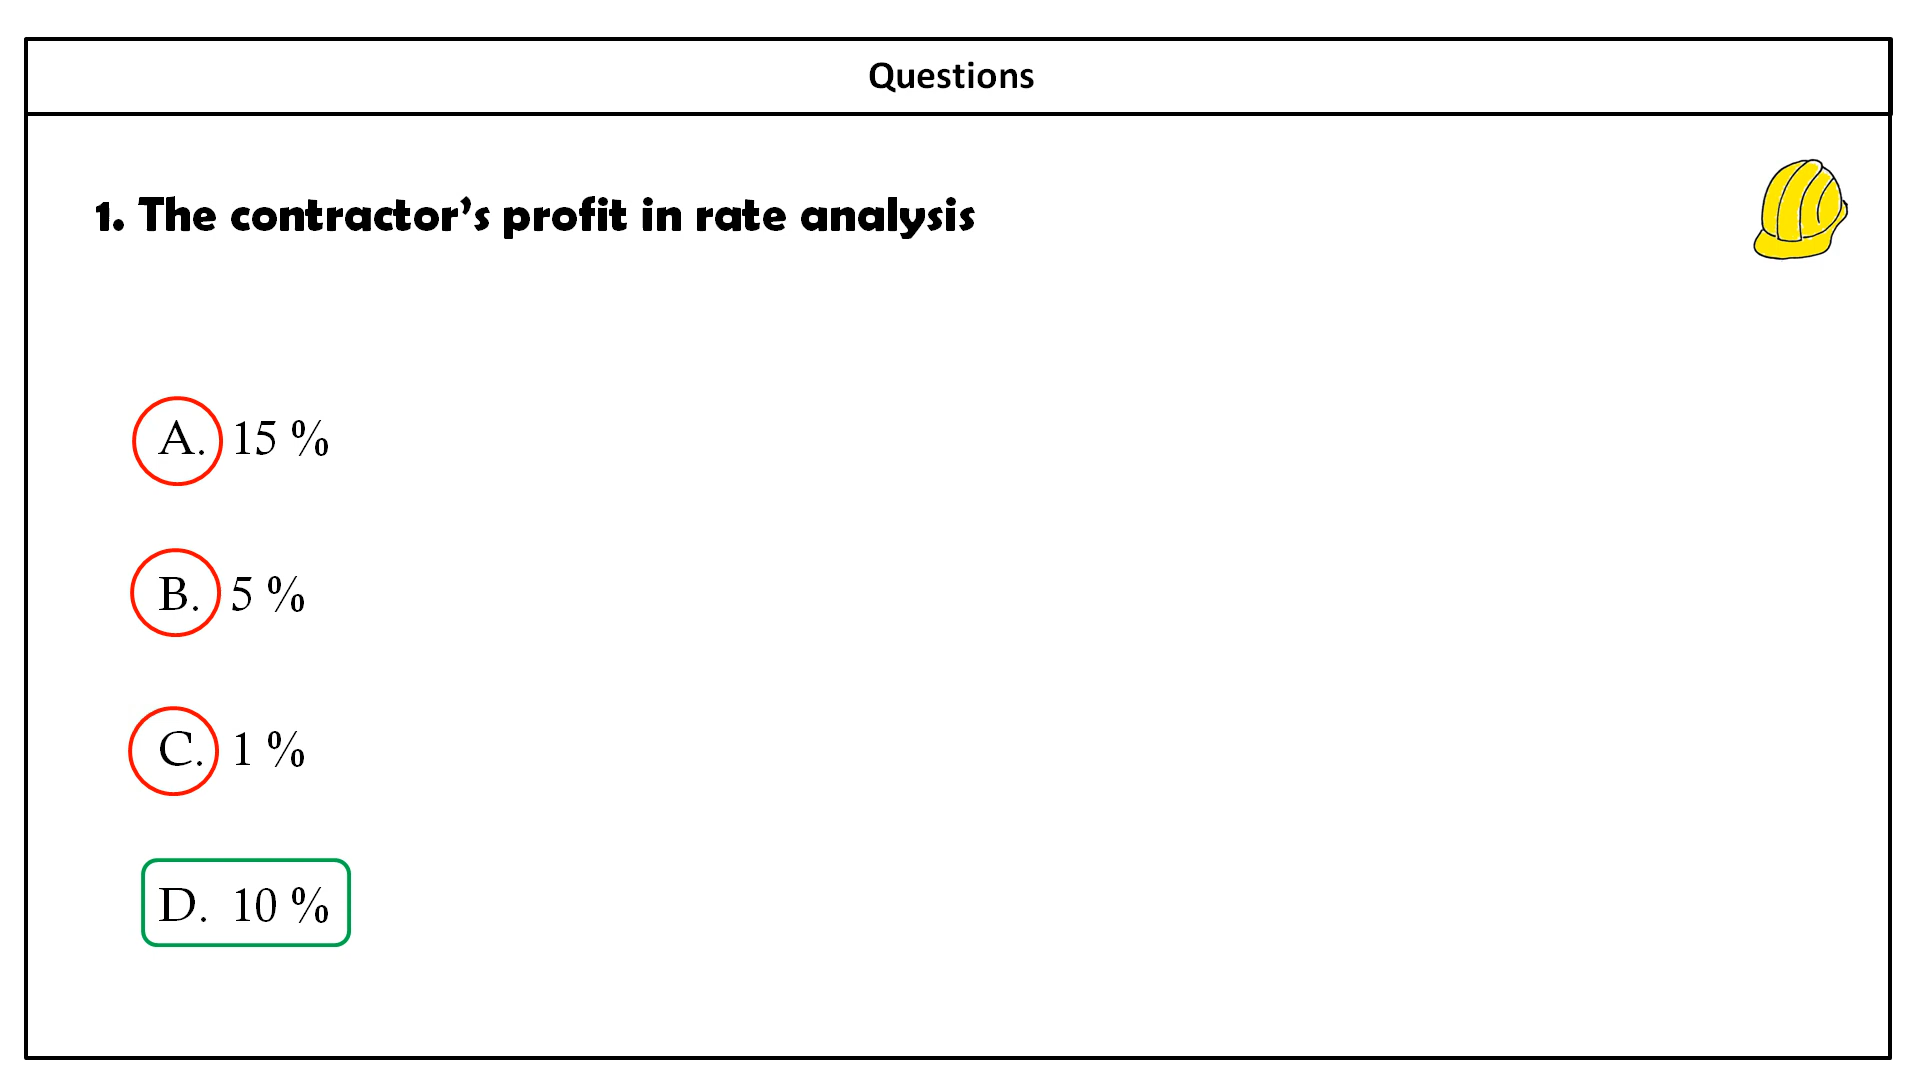 Questions
1. The contractor’s profit in rate analysis
A. 15 %
B. 5 %
C. 1 %
D. 10 %